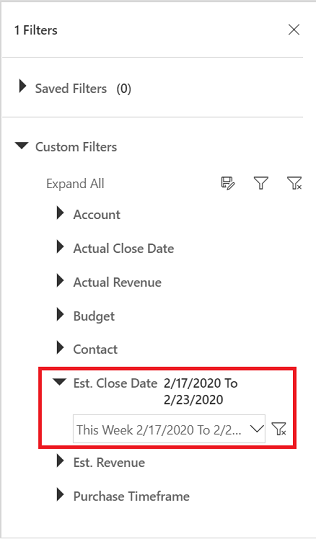 1 Filters
Saved Filters (0)
Custom Filters
Expand All
Account
Actual Close Date
Actual Revenue
Budget
Contact
Est. Close Date 2/17/2020 To
2/23/2020
This Week 2/17/2020 To 2/2...
Est. Revenue
Purchase Timeframe